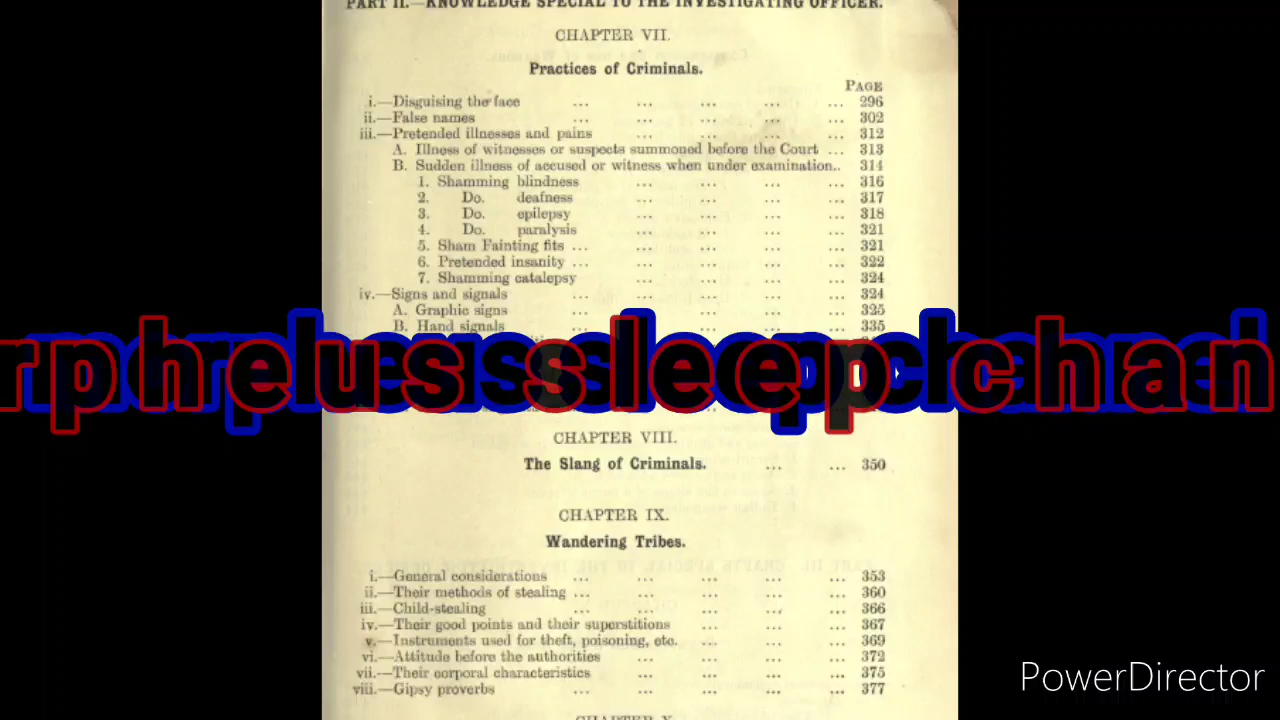 PART II.—KNOWLEDGE SPECIAL TO THE INVESTIGATING OFFICER.
CHAPTER VII.
Practices of Criminals.
PAGE
i.—Disguising the face ... ... ... ... ... 296
ii.—False names ... ... ... ... ... 302
iii.—Pretended illnesses and pains ... ... ... ... 312
A. Illness of witnesses or suspects summoned before the Court ... 313
B. Sudden illness of accused or witness when under examination.. 314
1. Shamming blindness ... ... ... ... 316
2. Do. deafness ... ... ... ... 317
3. Do. epilepsy ... ... ... ... 318
4. Do. paralysis ... ... ... ... 321
5. Sham Fainting fits ... ... ... ... ... 321
6. Pretended insanity ... ... ... ... ... 322
7. Shamming catalepsy ... ... ... ... 324
iv.—Signs and signals ... ... ... ... ... 324
A. Graphic signs ... ... ... ... ... 325
B. Hand signals ... ... ... ... ... 335
CHAPTER VIII.
The Slang of Criminals. ... ... 350
CHAPTER IX.
Wandering Tribes.
i.—General considerations ... ... ... ... ... 353
ii.—Their methods of stealing ... ... ... ... ... 360
iii.—Child-stealing ... ... ... ... ... 366
iv.—Their good points and their superstitions ... ... ... 367
v.—Instruments used for theft, poisoning, etc. ... ... ... 369
vi.—Attitude before the authorities ... ... ... ... 372
vii.—Their corporal characteristics ... ... ... ... 375
viii.—Gipsy proverbs ... ... ... ... ... 377
CHAPTER X.
PowerDirector